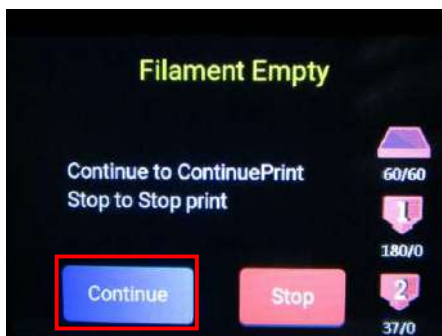 Filament Empty
Continue to ContinuePrint
Stop to Stop print
60/60
1
180/0
Continue
Stop
2
37/0